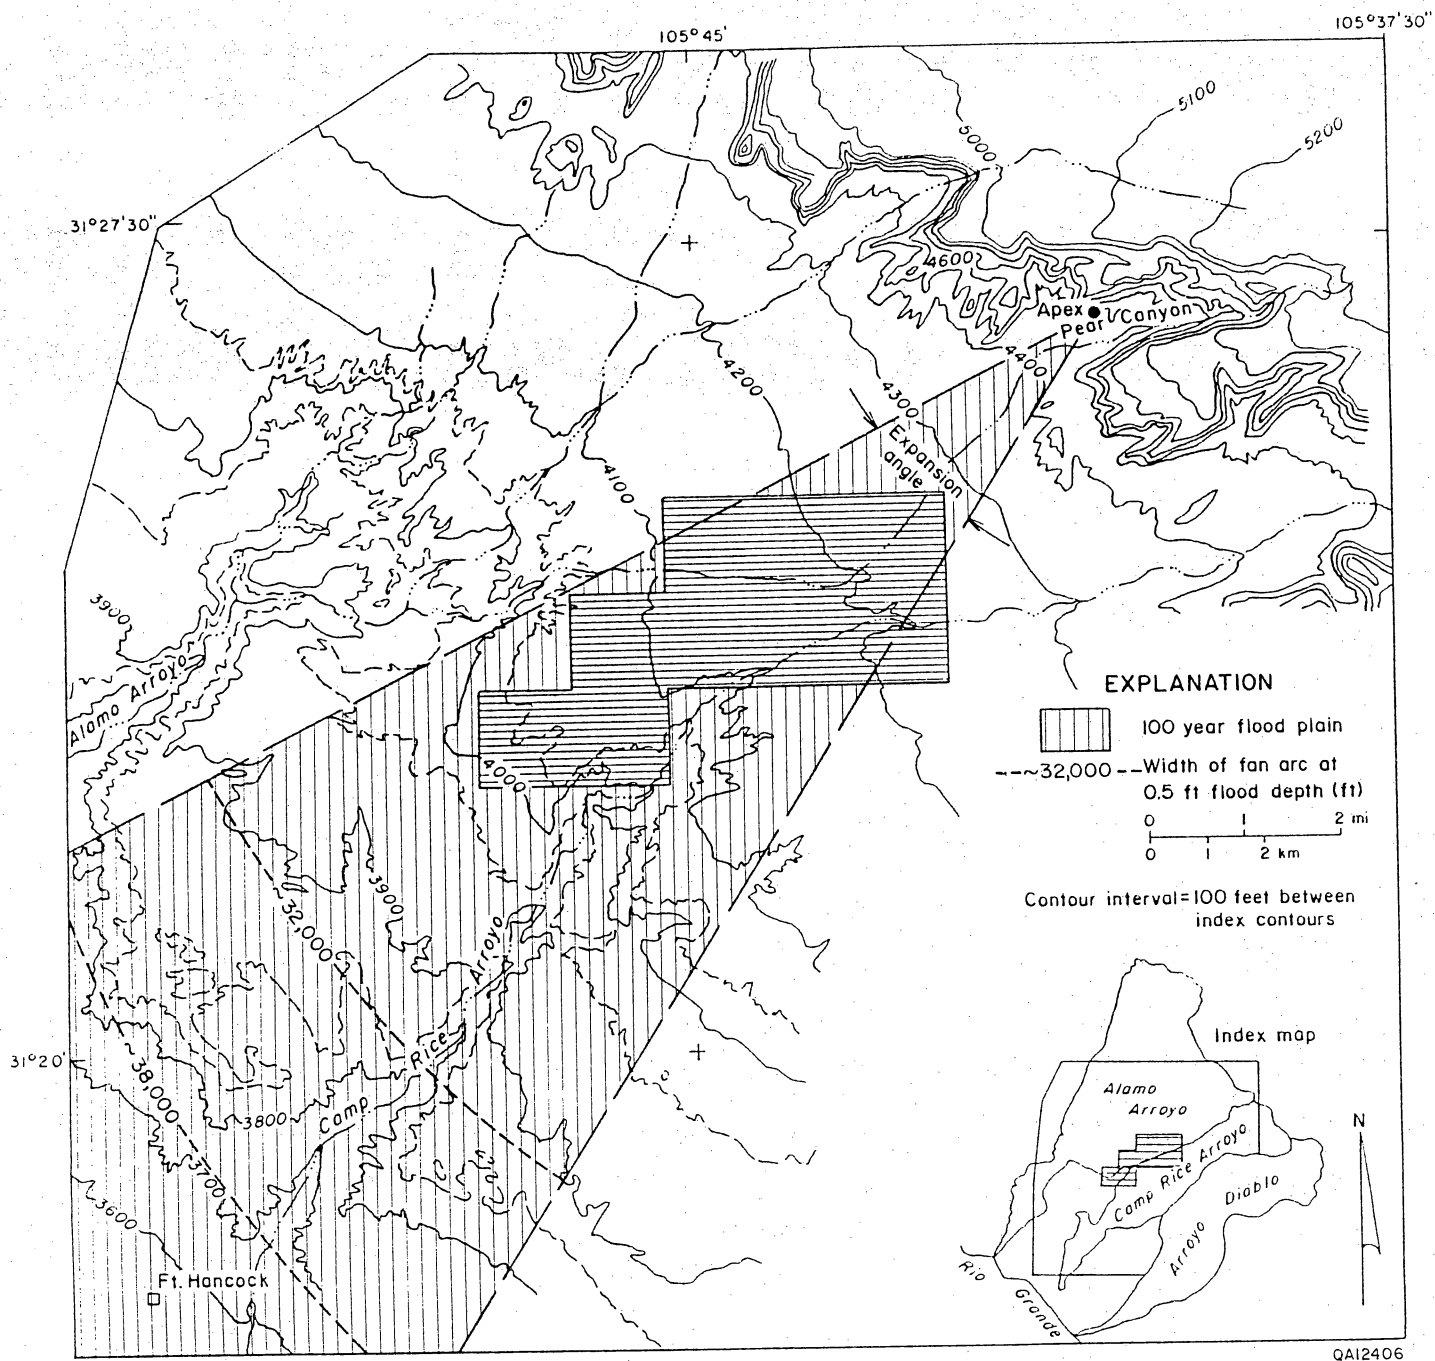 105°45'
105°37'30"
5100
5000
5200
31°27'30"
4600
Apex
Pearl Canyon
4400
4200
4300
Expansion
angle
4100
3900
Alamo Arroyo
EXPLANATION
100 year flood plain
~32,000
Width of fan arc at
0.5 ft flood depth (ft)
0 2 mi
0 1 2 km
Contour interval=100 feet between
index contours
4000
3900
32,000
Camp Rice Arroyo
31°20'
~38,000
3800
3700
3600
Ft. Hancock
Index map
Alamo
Arroyo
Camp Rice Arroyo
Arroyo Diablo
Rio Grande
N
QA12406